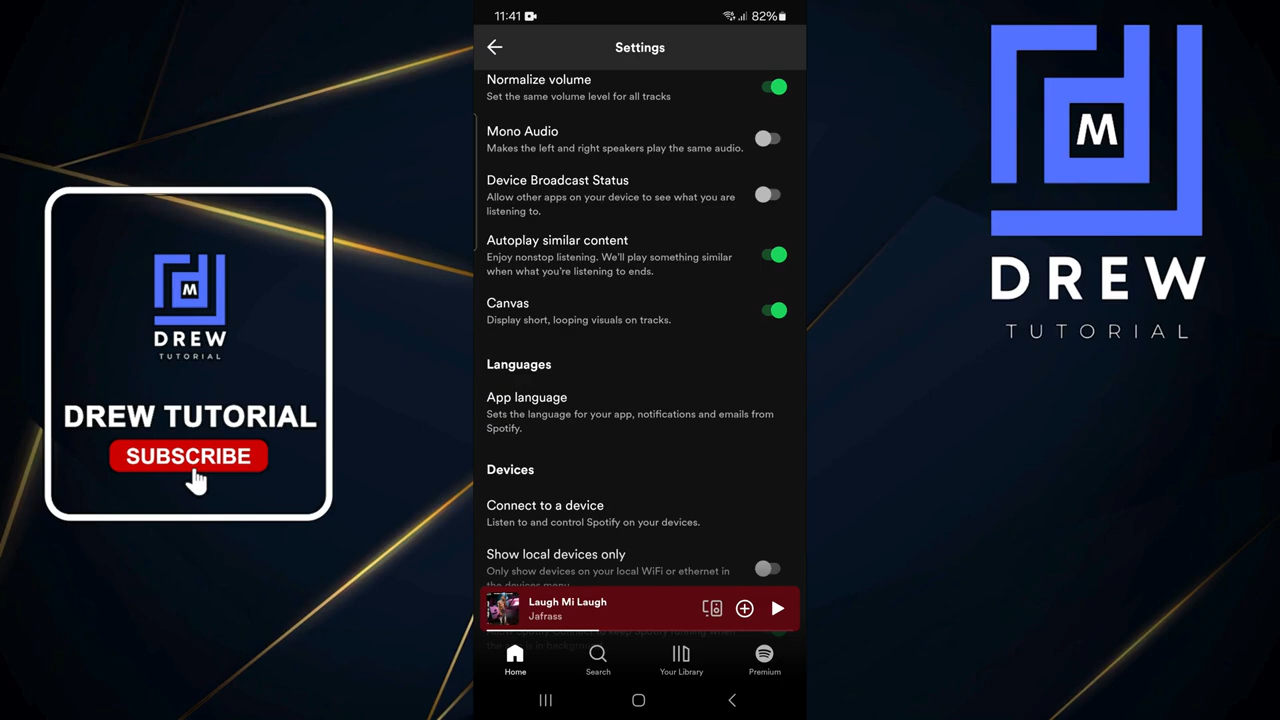 11:41
82%
Settings
Normalize volume
Set the same volume level for all tracks
Mono Audio
Makes the left and right speakers play the same audio.
Device Broadcast Status
Allow other apps on your device to see what you are
listening to.
Autoplay similar content
Enjoy nonstop listening. We'll play something similar
when what you're listening to ends.
Canvas
Display short, looping visuals on tracks.
Languages
App language
Sets the language for your app, notifications and emails from
Spotify.
Devices
Connect to a device
Listen to and control Spotify on your devices.
Show local devices only
Only show devices on your local WiFi or ethernet in
the devices menu.
Laugh Mi Laugh
Jafrass
Home
Search
Your Library
Premium
M
DREW
TUTORIAL
DREW TUTORIAL
SUBSCRIBE
M
DREW
TUTORIAL